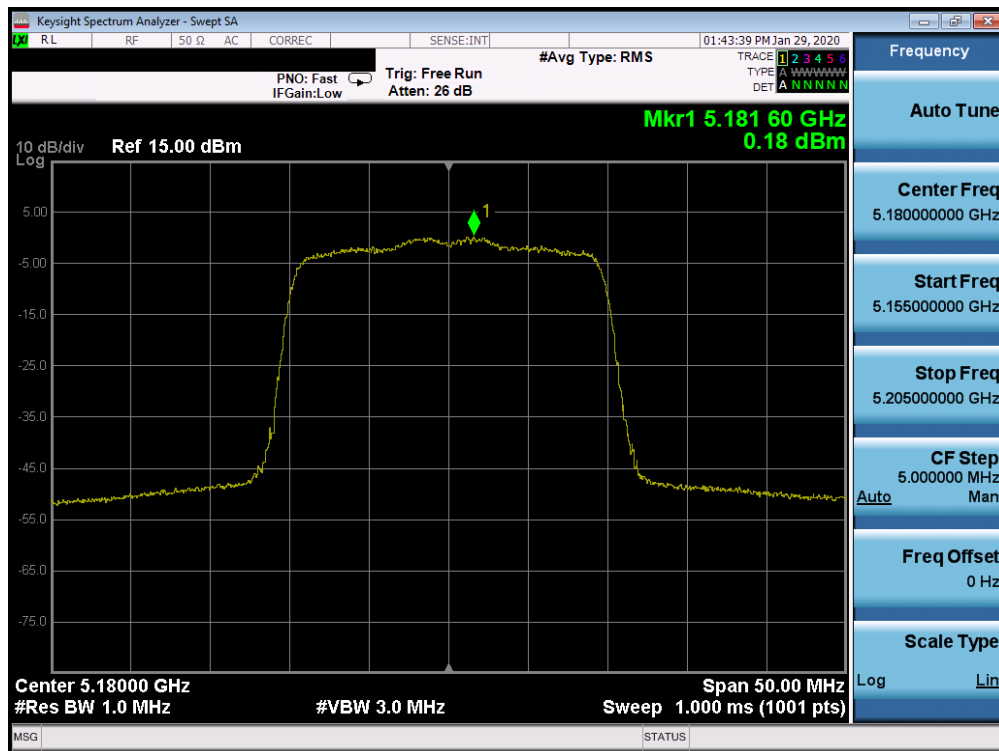 Keysight Spectrum Analyzer - Swept SA
LXI RL RF 50 Ω AC CORREC SENSE:INT 01:43:39 PM Jan 29, 2020
#Avg Type: RMS
TRACE 1 2 3 4 5 6
PNO: Fast Trig: Free Run
TYPE A WWWWW
IFGain:Low Atten: 26 dB
DET A N N N N N
Mkr1 5.181 60 GHz
0.18 dBm
10 dB/div Ref 15.00 dBm
Log
1
5.00
-5.00
-15.0
-25.0
-35.0
-45.0
-55.0
-65.0
-75.0
Center 5.18000 GHz Span 50.00 MHz
#Res BW 1.0 MHz #VBW 3.0 MHz Sweep 1.000 ms (1001 pts)
MSG STATUS
Frequency
Auto Tune
Center Freq
5.180000000 GHz
Start Freq
5.155000000 GHz
Stop Freq
5.205000000 GHz
CF Step
5.000000 MHz
Auto Man
Freq Offset
0 Hz
Scale Type
Log Lin